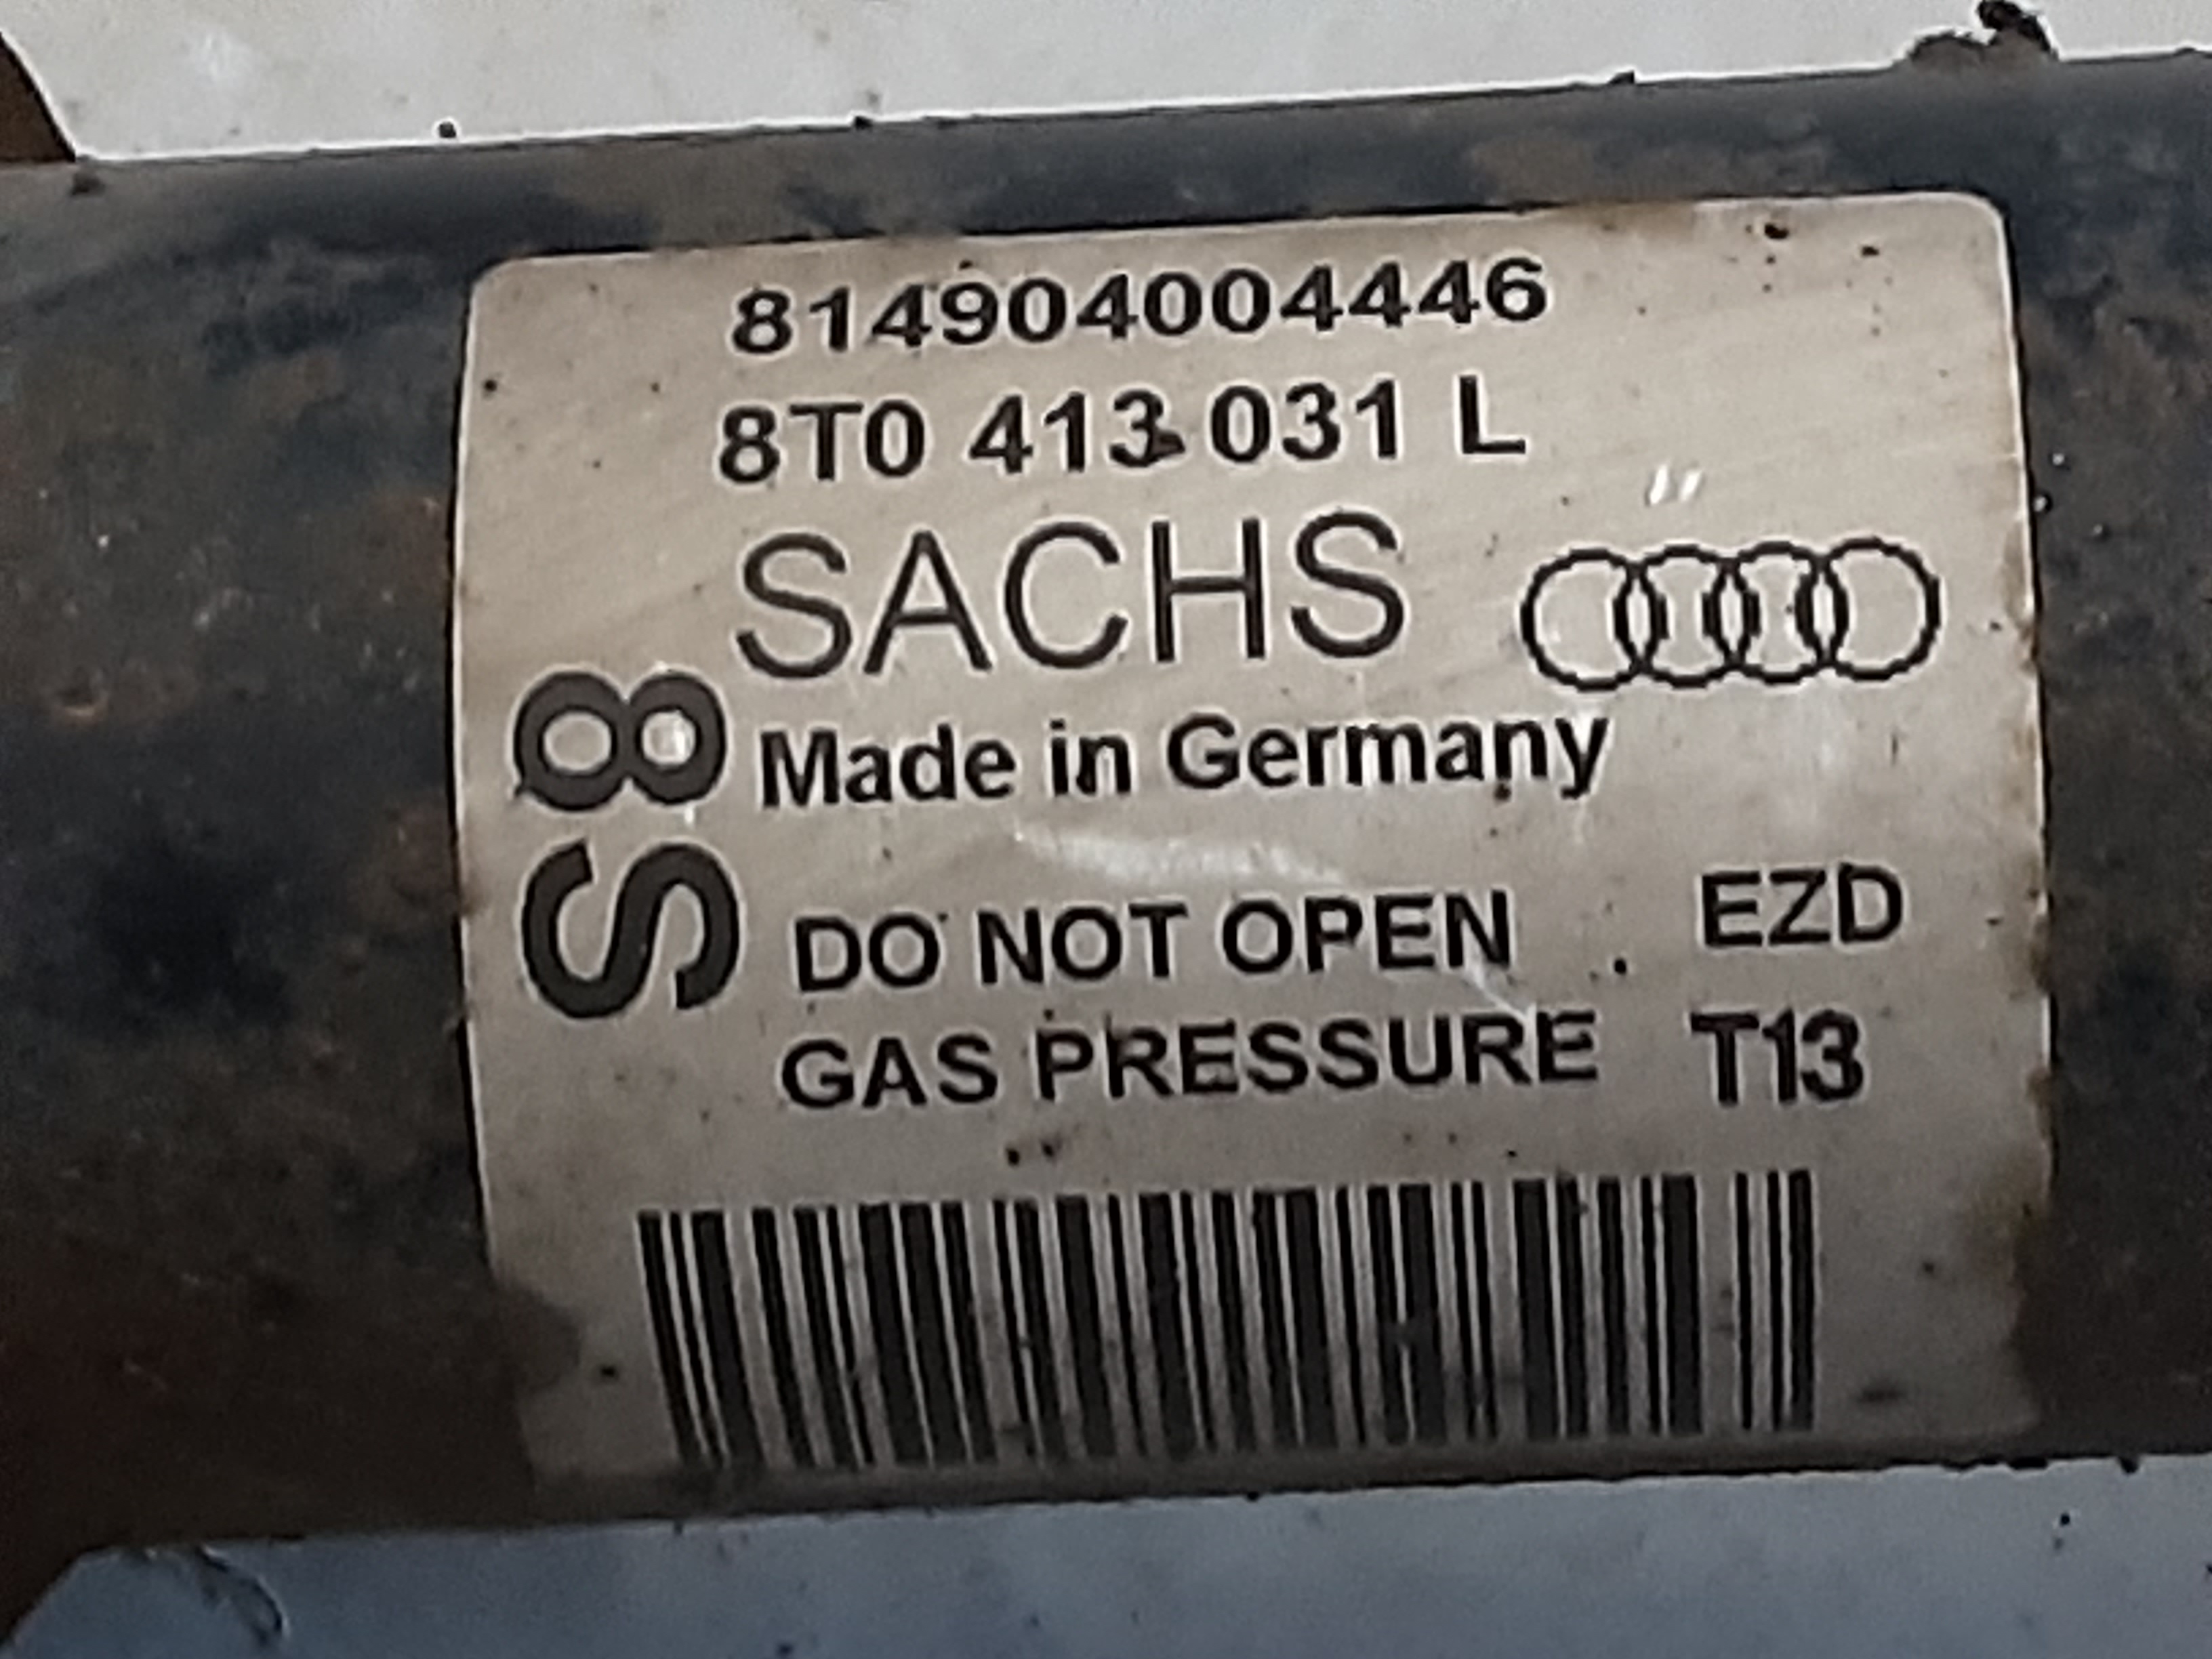 814904004446
8T0 413 031 L
SACHS
S8
Made in Germany
DO NOT OPEN EZD
GAS PRESSURE T13